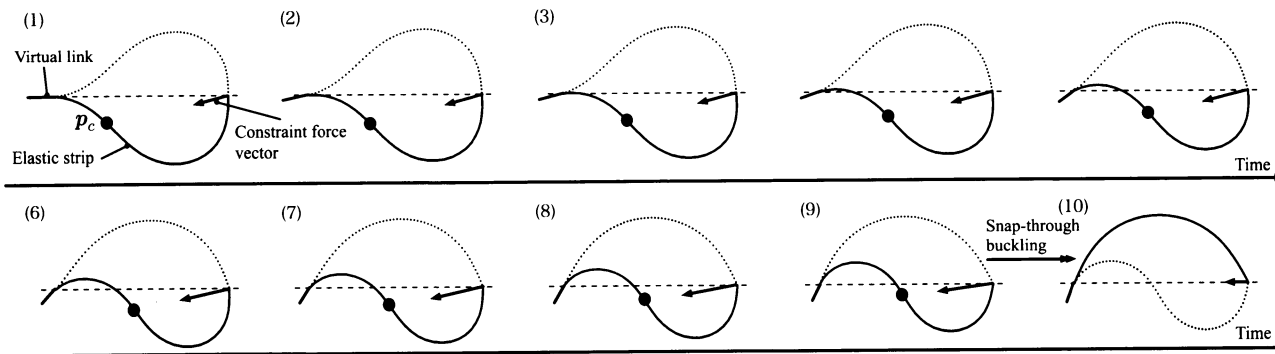 (1)
(2)
(3)
Virtual link
p_c
Elastic strip
Constraint force
vector
Time
(6)
(7)
(8)
(9)
Snap-through
buckling
(10)
Time